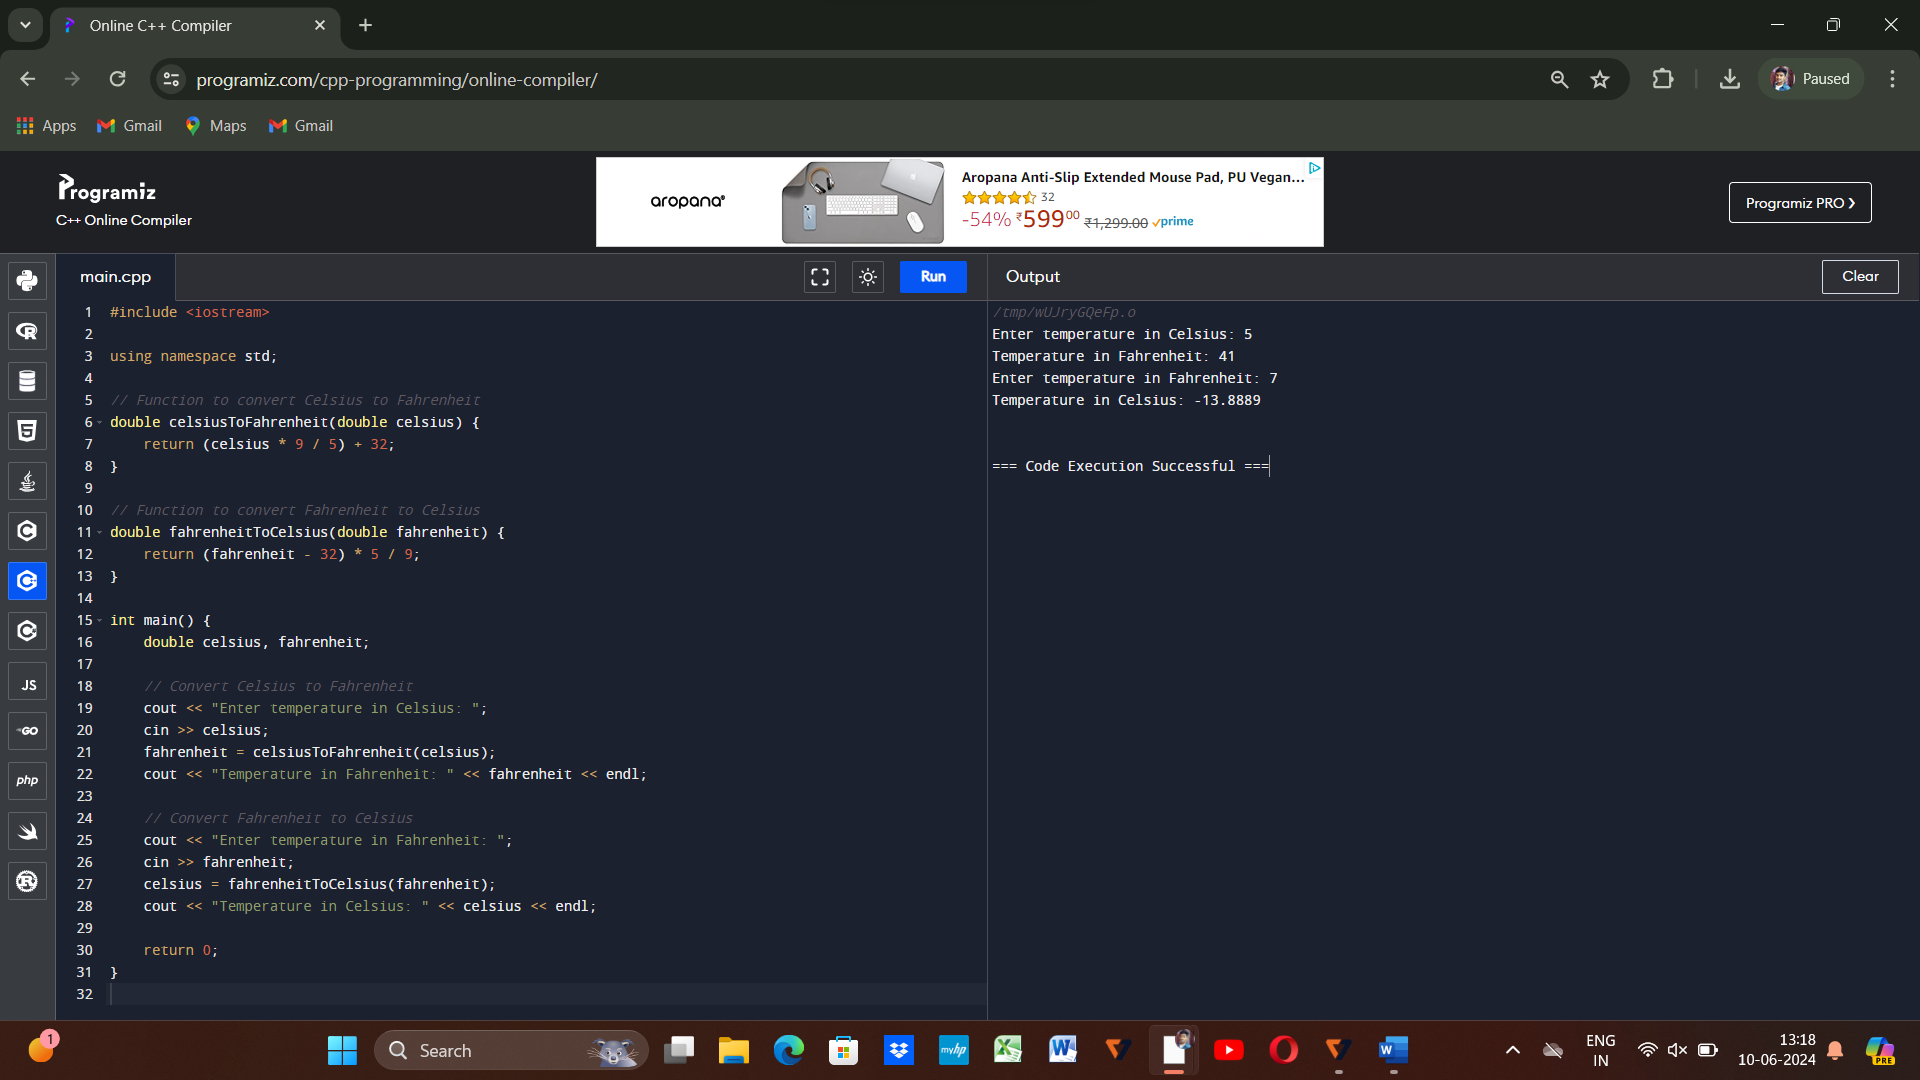 Online C++ Compiler
programiz.com/cpp-programming/online-compiler/
Paused
Apps
Gmail
Maps
Gmail
Programiz
C++ Online Compiler
aropana®
Aropana Anti-Slip Extended Mouse Pad, PU Vegan...
32
-54% ₹599⁰⁰ ₹1,299.00 prime
Programiz PRO ›
main.cpp
Run
Output
Clear
1 #include <iostream>
2
3 using namespace std;
4
5 // Function to convert Celsius to Fahrenheit
6 double celsiusToFahrenheit(double celsius) {
7     return (celsius * 9 / 5) + 32;
8 }
9
10 // Function to convert Fahrenheit to Celsius
11 double fahrenheitToCelsius(double fahrenheit) {
12     return (fahrenheit - 32) * 5 / 9;
13 }
14
15 int main() {
16     double celsius, fahrenheit;
17
18     // Convert Celsius to Fahrenheit
19     cout << "Enter temperature in Celsius: ";
20     cin >> celsius;
21     fahrenheit = celsiusToFahrenheit(celsius);
22     cout << "Temperature in Fahrenheit: " << fahrenheit << endl;
23
24     // Convert Fahrenheit to Celsius
25     cout << "Enter temperature in Fahrenheit: ";
26     cin >> fahrenheit;
27     celsius = fahrenheitToCelsius(fahrenheit);
28     cout << "Temperature in Celsius: " << celsius << endl;
29
30     return 0;
31 }
32
/tmp/wUJryGQeFp.o
Enter temperature in Celsius: 5
Temperature in Fahrenheit: 41
Enter temperature in Fahrenheit: 7
Temperature in Celsius: -13.8889
=== Code Execution Successful ===
JS
GO
php
1
Search
myhp
ENG
IN
13:18
10-06-2024
PRE